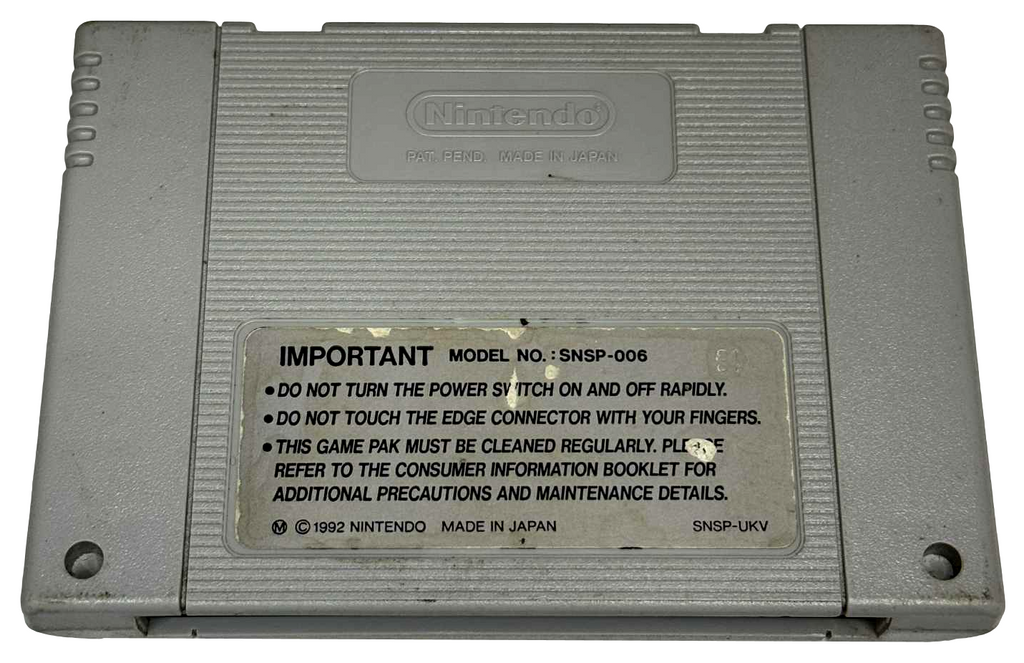 Nintendo®
PAT. PEND. MADE IN JAPAN
IMPORTANT MODEL NO. : SNSP-006
• DO NOT TURN THE POWER SWITCH ON AND OFF RAPIDLY.
• DO NOT TOUCH THE EDGE CONNECTOR WITH YOUR FINGERS.
• THIS GAME PAK MUST BE CLEANED REGULARLY.
REFER TO THE CONSUMER INFORMATION BOOKLET FOR
ADDITIONAL PRECAUTIONS AND MAINTENANCE DETAILS.
Ⓜ © 1992 NINTENDO MADE IN JAPAN SNSP-UKV